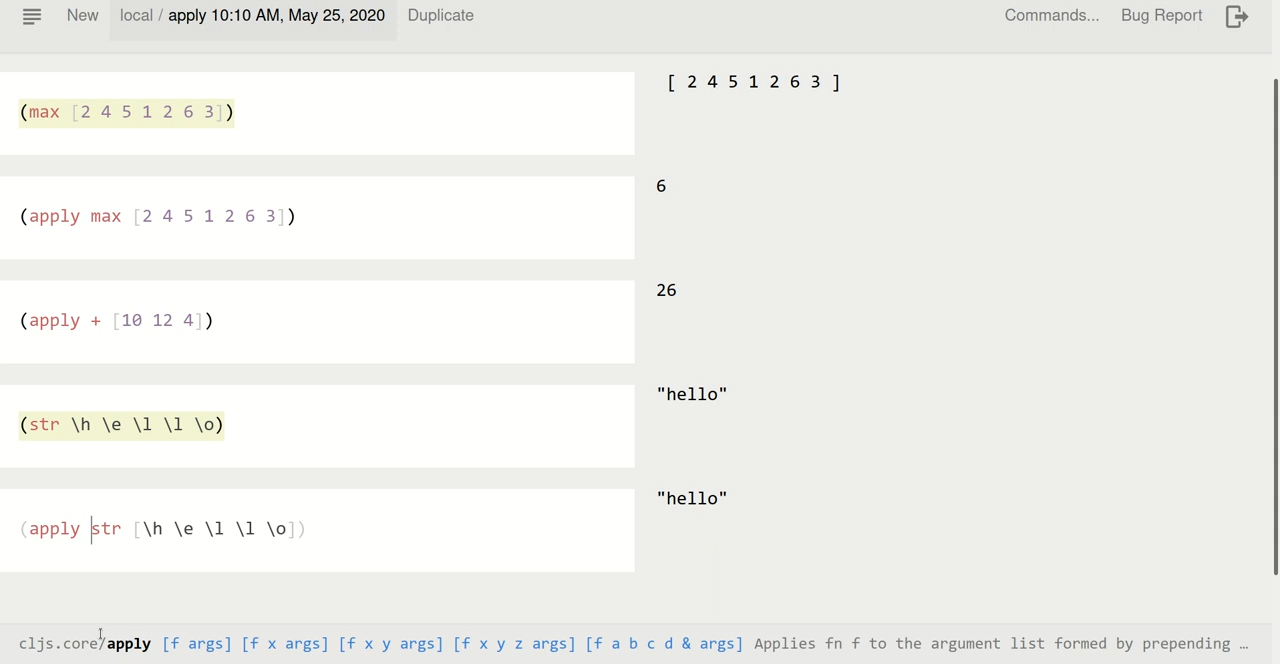 New local / apply 10:10 AM, May 25, 2020 Duplicate Commands... Bug Report
(max [2 4 5 1 2 6 3])
[ 2 4 5 1 2 6 3 ]
(apply max [2 4 5 1 2 6 3])
6
(apply + [10 12 4])
26
(str \h \e \l \l \o)
"hello"
(apply str [\h \e \l \l \o])
"hello"
cljs.core/apply [f args] [f x args] [f x y args] [f x y z args] [f a b c d & args] Applies fn f to the argument list formed by prepending …